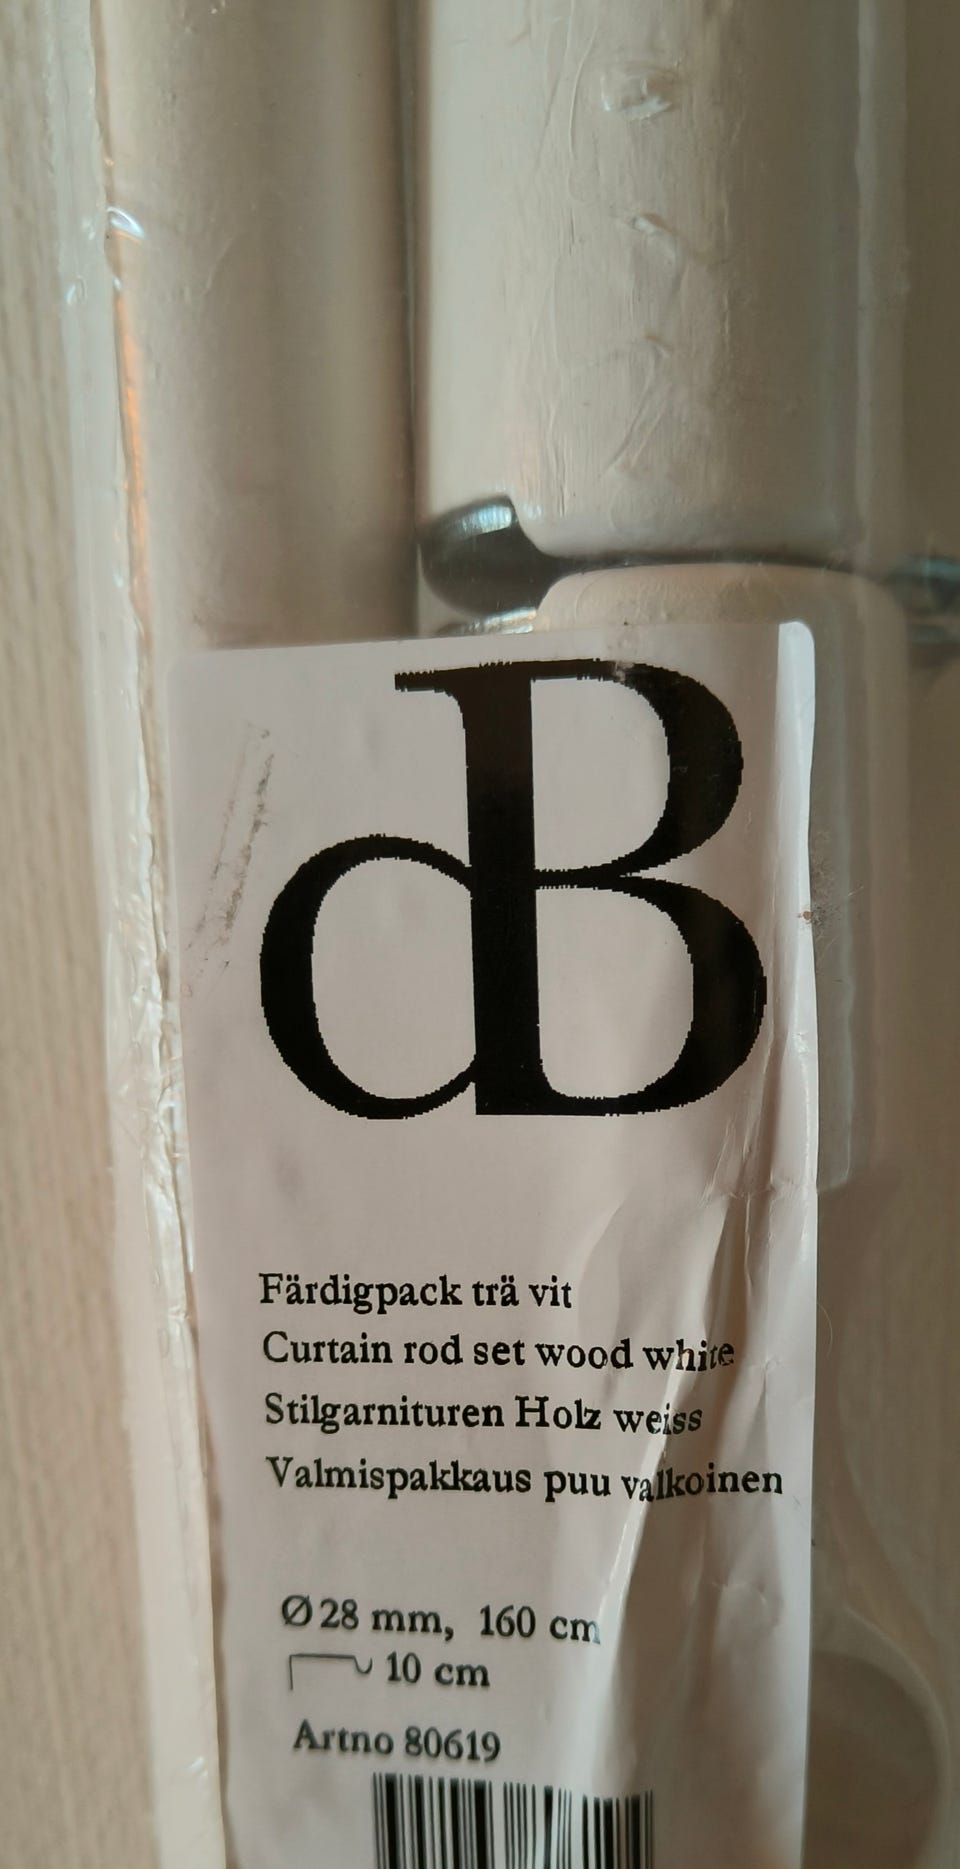 dB
Färdigpack trä vit
Curtain rod set wood white
Stilgarnituren Holz weiss
Valmispakkaus puu valkoinen
Ø 28 mm, 160 cm
10 cm
Artno 80619